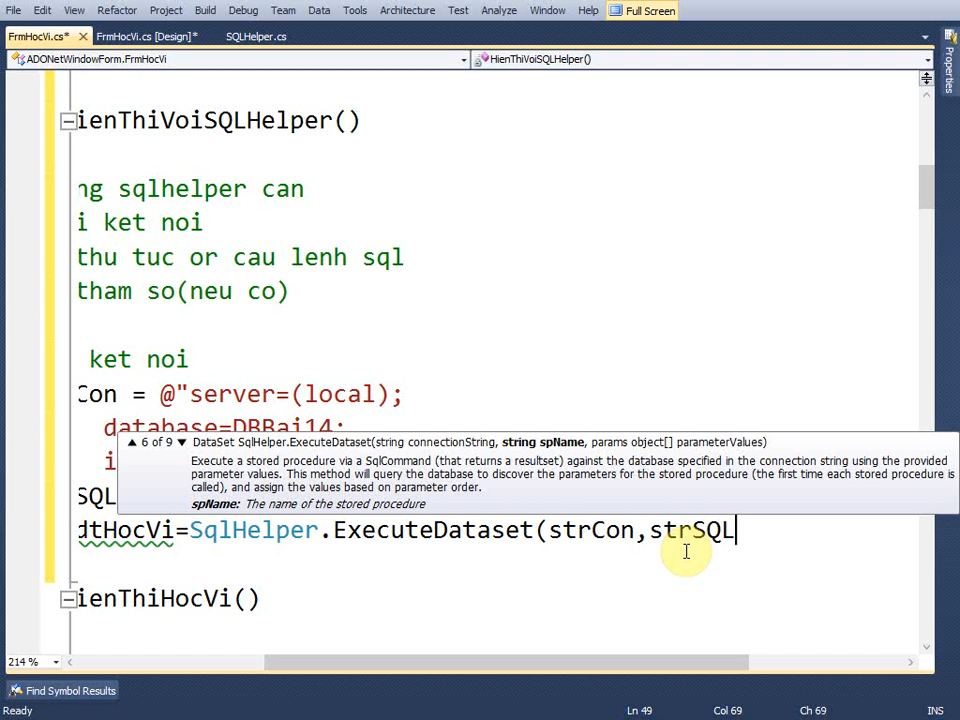 File Edit View Refactor Project Build Debug Team Data Tools Architecture Test Analyze Window Help Full Screen
FrmHocVi.cs* FrmHocVi.cs [Design]* SQLHelper.cs
ADONetWindowForm.FrmHocVi HienThiVoiSQLHelper()
Properties
ienThiVoiSQLHelper()
ng sqlhelper can
i ket noi
thu tuc or cau lenh sql
tham so(neu co)
ket noi
Con = @"server=(local);
database=DBBai14;
6 of 9 DataSet SqlHelper.ExecuteDataset(string connectionString, string spName, params object[] parameterValues)
Execute a stored procedure via a SqlCommand (that returns a resultset) against the database specified in the connection string using the provided
parameter values. This method will query the database to discover the parameters for the stored procedure (the first time each stored procedure is
called), and assign the values based on parameter order.
spName: The name of the stored procedure
i
SQL
dtHocVi=SqlHelper.ExecuteDataset(strCon,strSQL
ienThiHocVi()
214 %
Find Symbol Results
Ready Ln 49 Col 69 Ch 69 INS